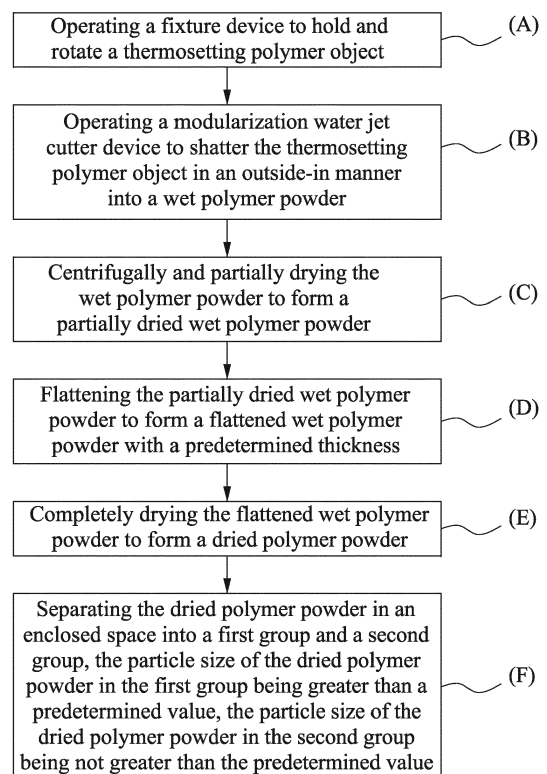 Operating a fixture device to hold and
rotate a thermosetting polymer object
(A)
Operating a modularization water jet
cutter device to shatter the thermosetting
polymer object in an outside-in manner
into a wet polymer powder
(B)
Centrifugally and partially drying the
wet polymer powder to form a
partially dried wet polymer powder
(C)
Flattening the partially dried wet polymer
powder to form a flattened wet polymer
powder with a predetermined thickness
(D)
Completely drying the flattened wet polymer
powder to form a dried polymer powder
(E)
Separating the dried polymer powder in an
enclosed space into a first group and a second
group, the particle size of the dried polymer
powder in the first group being greater than a
predetermined value, the particle size of the
dried polymer powder in the second group
being not greater than the predetermined value
(F)